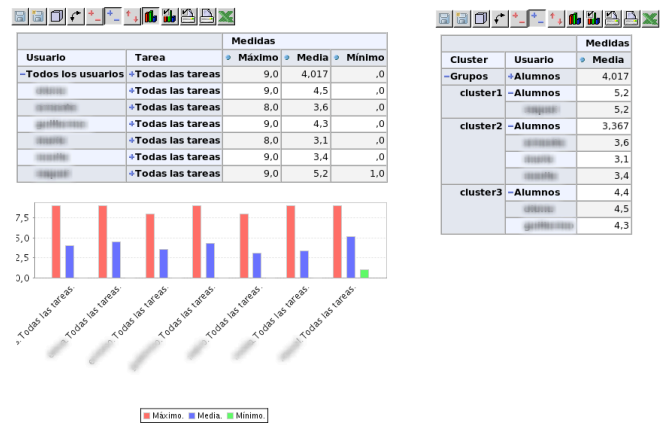 Medidas
Usuario Tarea Máximo Media Mínimo
−Todos los usuarios +Todas las tareas 9,0 4,017 ,0
+Todas las tareas 9,0 4,5 ,0
+Todas las tareas 8,0 3,6 ,0
+Todas las tareas 9,0 4,3 ,0
+Todas las tareas 8,0 3,1 ,0
+Todas las tareas 9,0 3,4 ,0
+Todas las tareas 9,0 5,2 1,0
7,5
5,0
2,5
0,0
. Todas las tareas.
. Todas las tareas.
. Todas las tareas.
. Todas las tareas.
. Todas las tareas.
. Todas las tareas.
. Todas las tareas.
Máximo. Media. Mínimo.
Medidas
Cluster Usuario Media
−Grupos +Alumnos 4,017
cluster1 −Alumnos 5,2
5,2
cluster2 −Alumnos 3,367
3,6
3,1
3,4
cluster3 −Alumnos 4,4
4,5
4,3